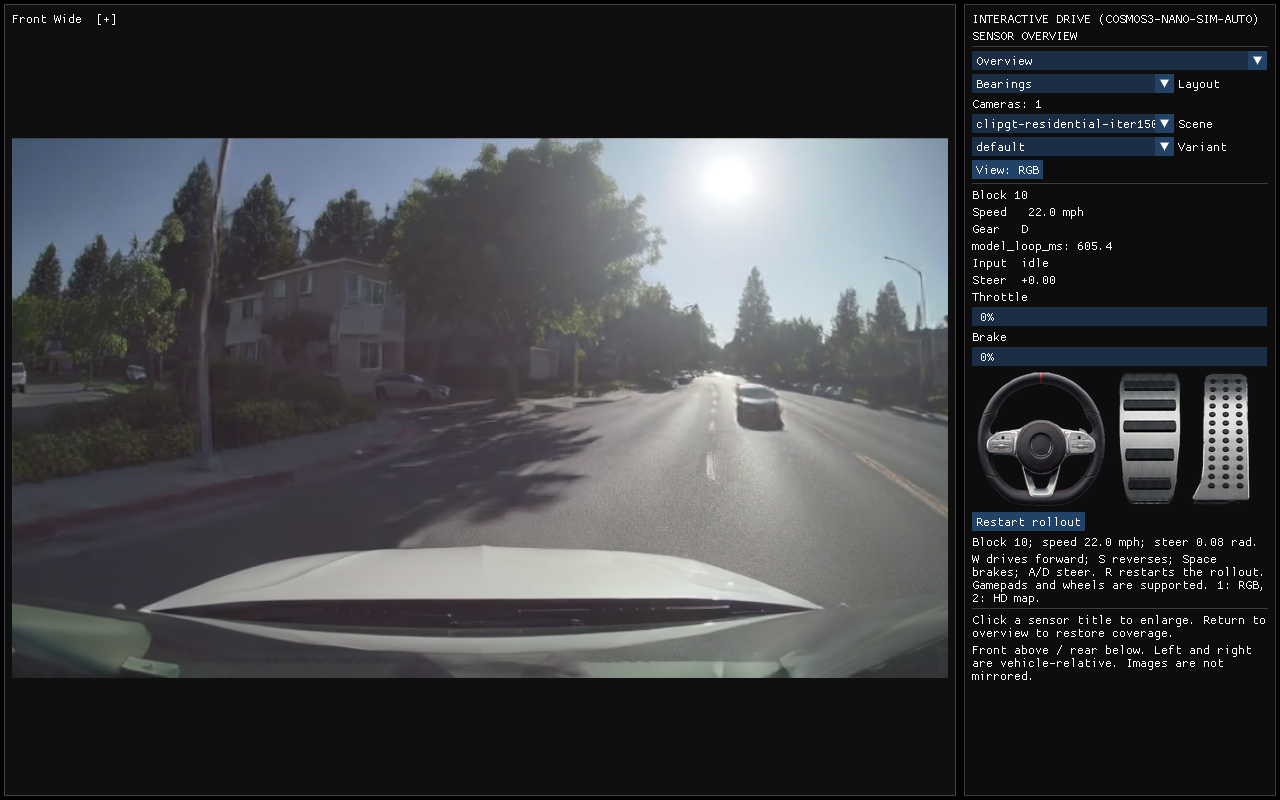 Front Wide  [+]
INTERACTIVE DRIVE (COSMOS3-NANO-SIM-AUTO)
SENSOR OVERVIEW
Overview
Bearings
Layout
Cameras: 1
clipgt-residential-iter150
Scene
default
Variant
View: RGB
Block 10
Speed   22.0 mph
Gear   D
model_loop_ms: 605.4
Input  idle
Steer  +0.00
Throttle
0%
Brake
0%
Restart rollout
Block 10; speed 22.0 mph; steer 0.08 rad.
W drives forward; S reverses; Space
brakes; A/D steer. R restarts the rollout.
Gamepads and wheels are supported. 1: RGB,
2: HD map.
Click a sensor title to enlarge. Return to
overview to restore coverage.
Front above / rear below. Left and right
are vehicle-relative. Images are not
mirrored.